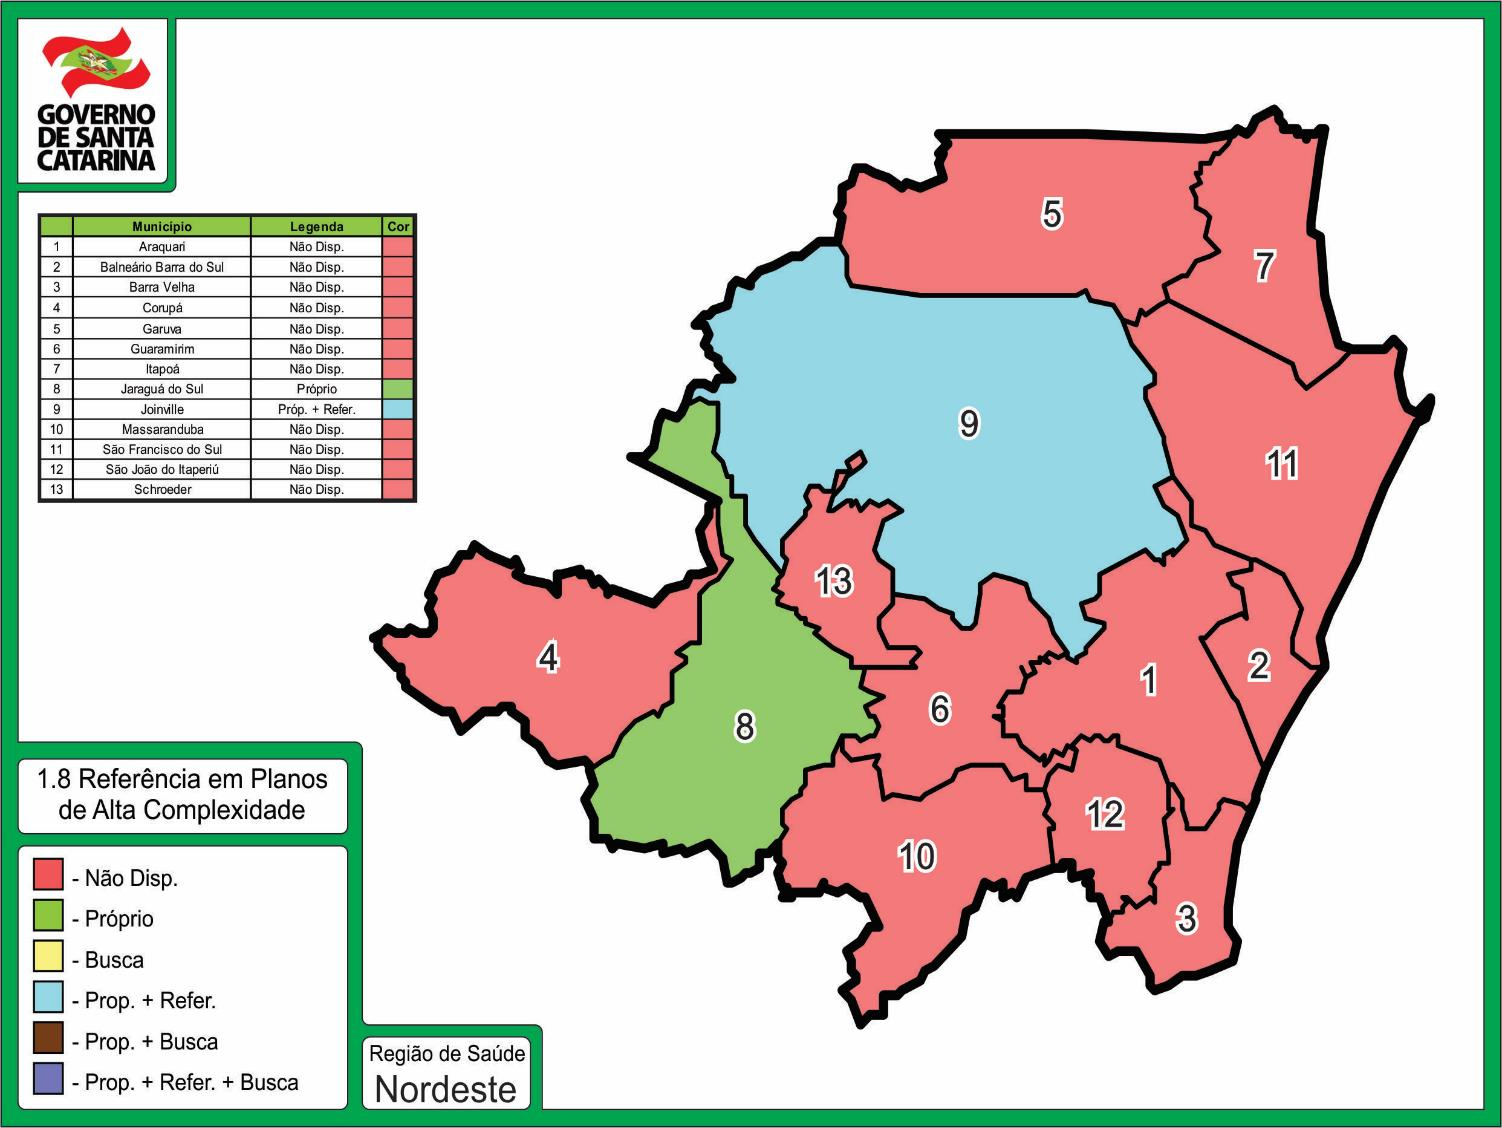 GOVERNO
DE SANTA
CATARINA
Município Legenda Cor
1 Araquari Não Disp.
2 Balneário Barra do Sul Não Disp.
3 Barra Velha Não Disp.
4 Corupá Não Disp.
5 Garuva Não Disp.
6 Guaramirim Não Disp.
7 Itapoá Não Disp.
8 Jaraguá do Sul Próprio
9 Joinville Próp. + Refer.
10 Massaranduba Não Disp.
11 São Francisco do Sul Não Disp.
12 São João do Itaperiú Não Disp.
13 Schroeder Não Disp.
5
7
9
11
13
4
2
1
6
8
12
10
3
1.8 Referência em Planos
de Alta Complexidade
- Não Disp.
- Próprio
- Busca
- Prop. + Refer.
- Prop. + Busca
- Prop. + Refer. + Busca
Região de Saúde
Nordeste